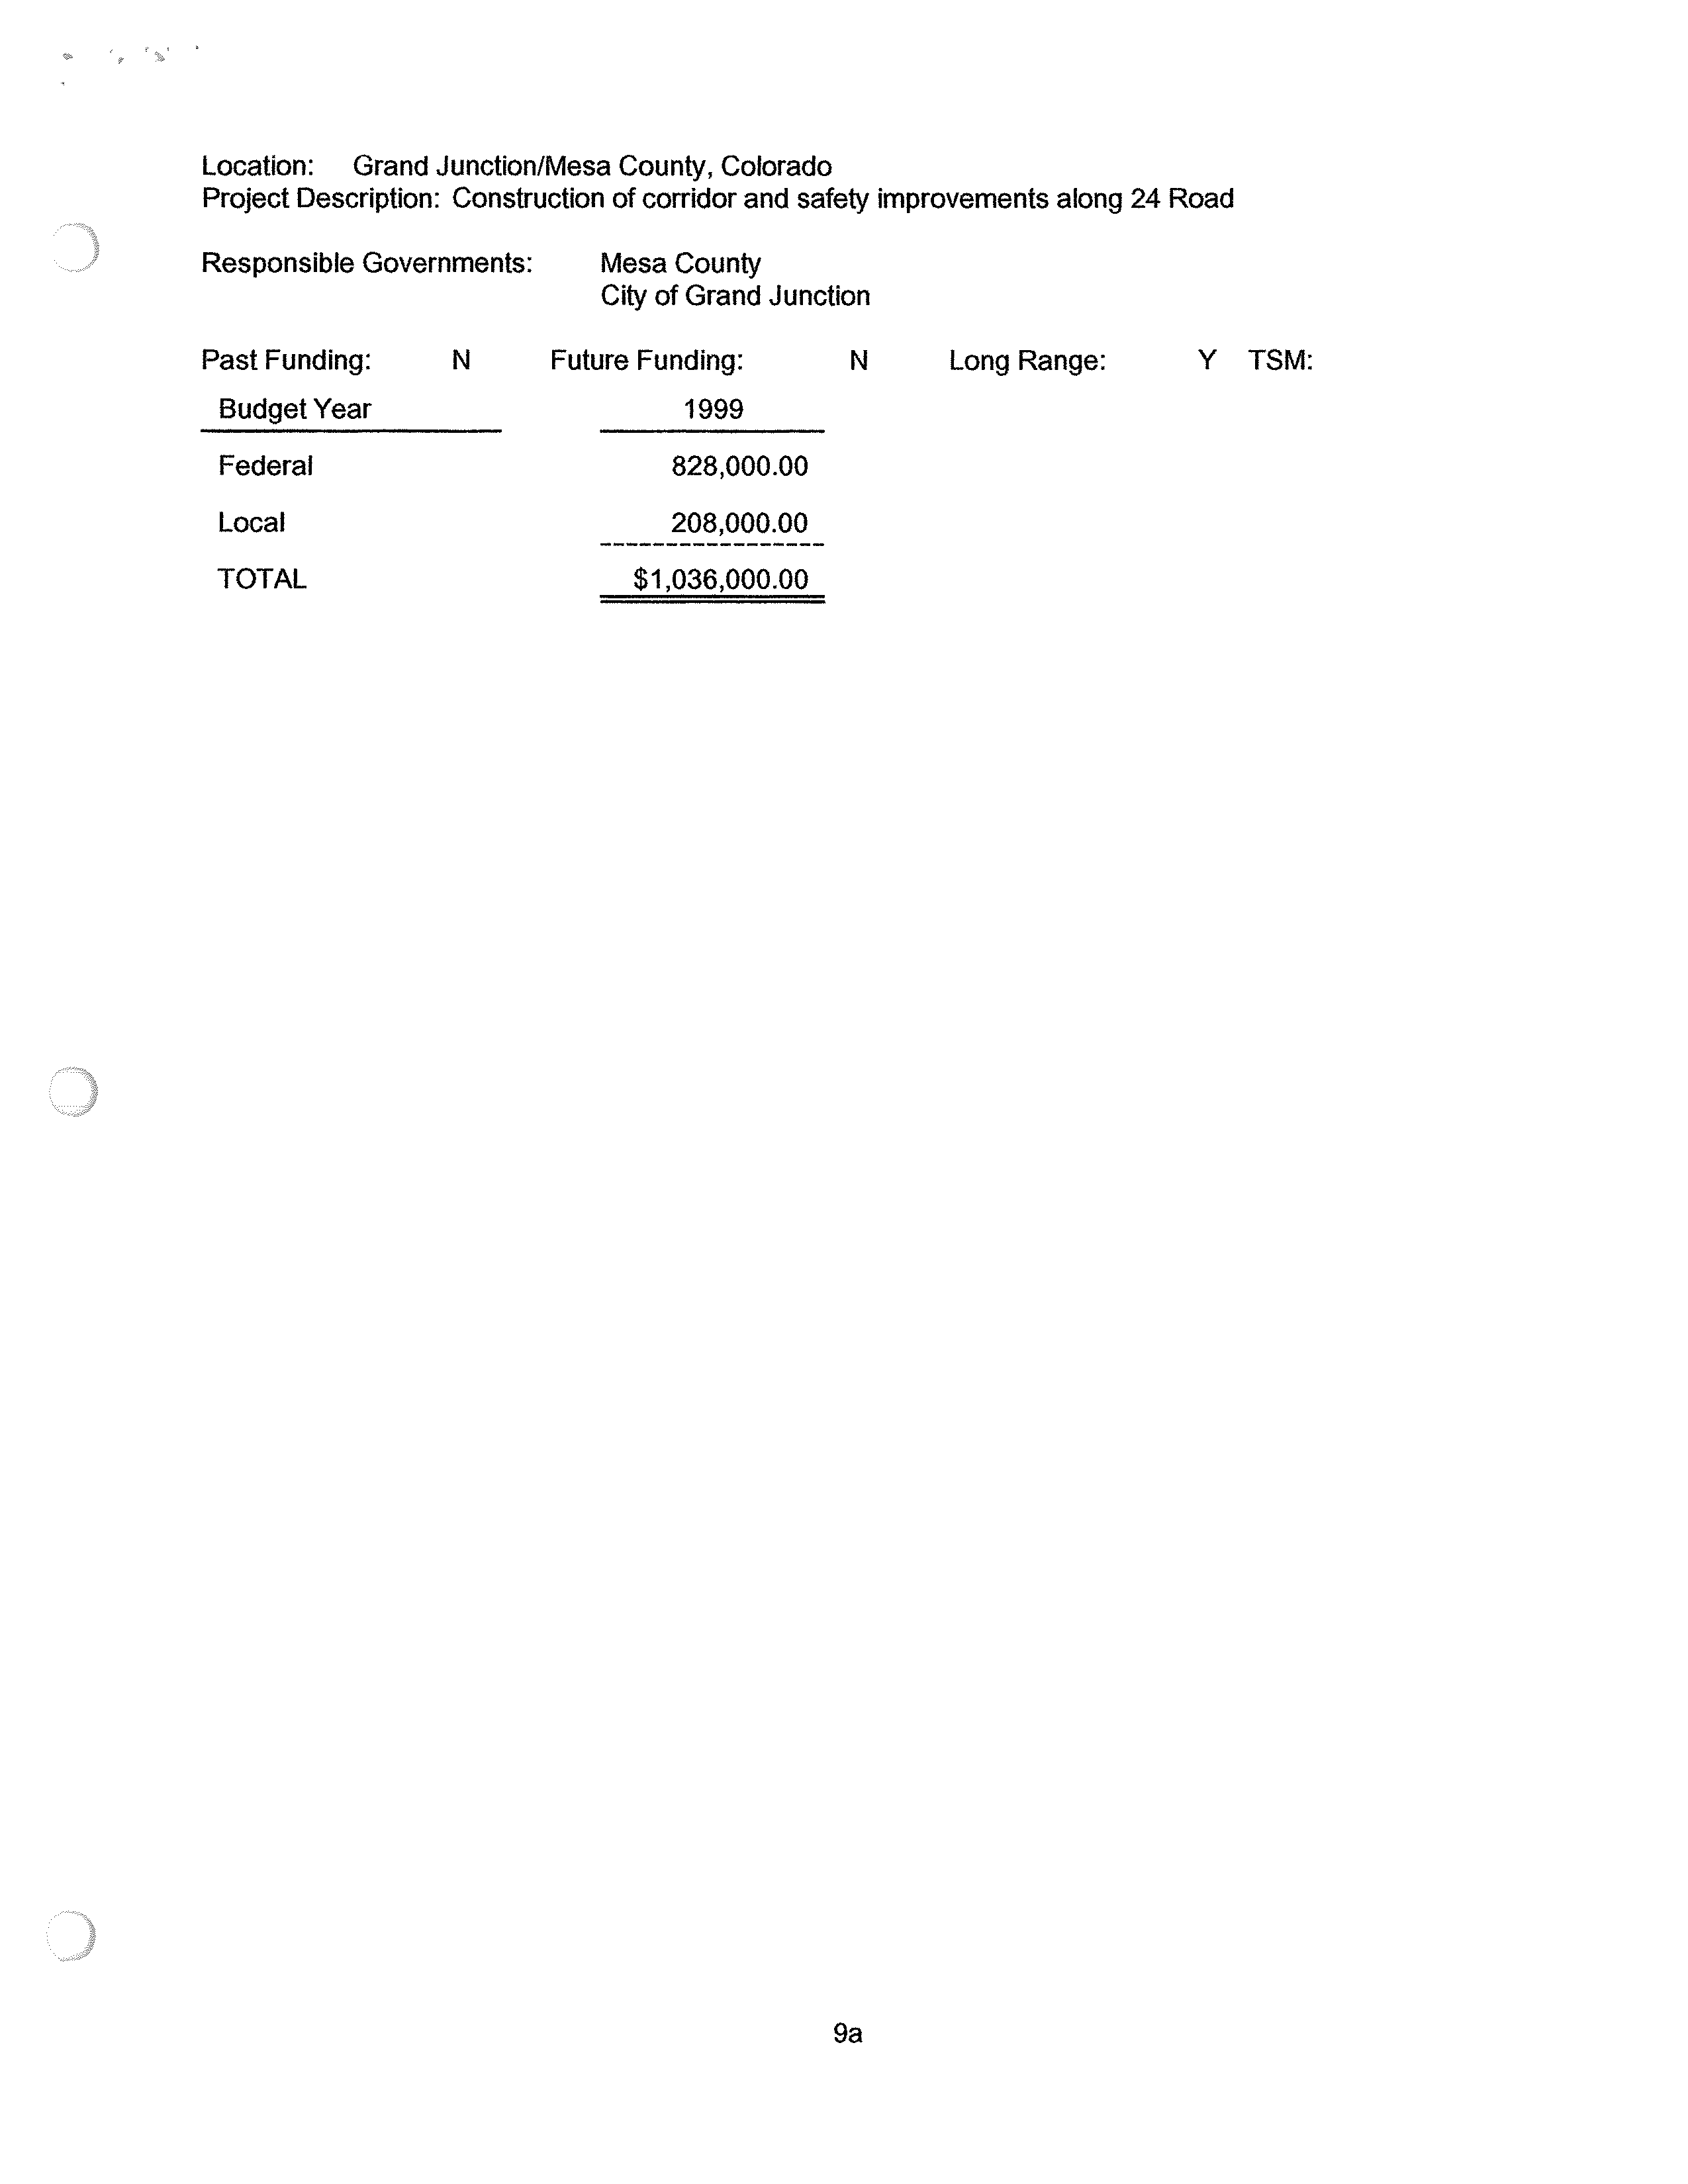 Location: Grand Junction/Mesa County, Colorado
Project Description: Construction of corridor and safety improvements along 24 Road
Responsible Governments: Mesa County
City of Grand Junction
Past Funding: N Future Funding: N Long Range: Y TSM:
Budget Year 1999
Federal 828,000.00
Local 208,000.00
TOTAL $1,036,000.00
9a